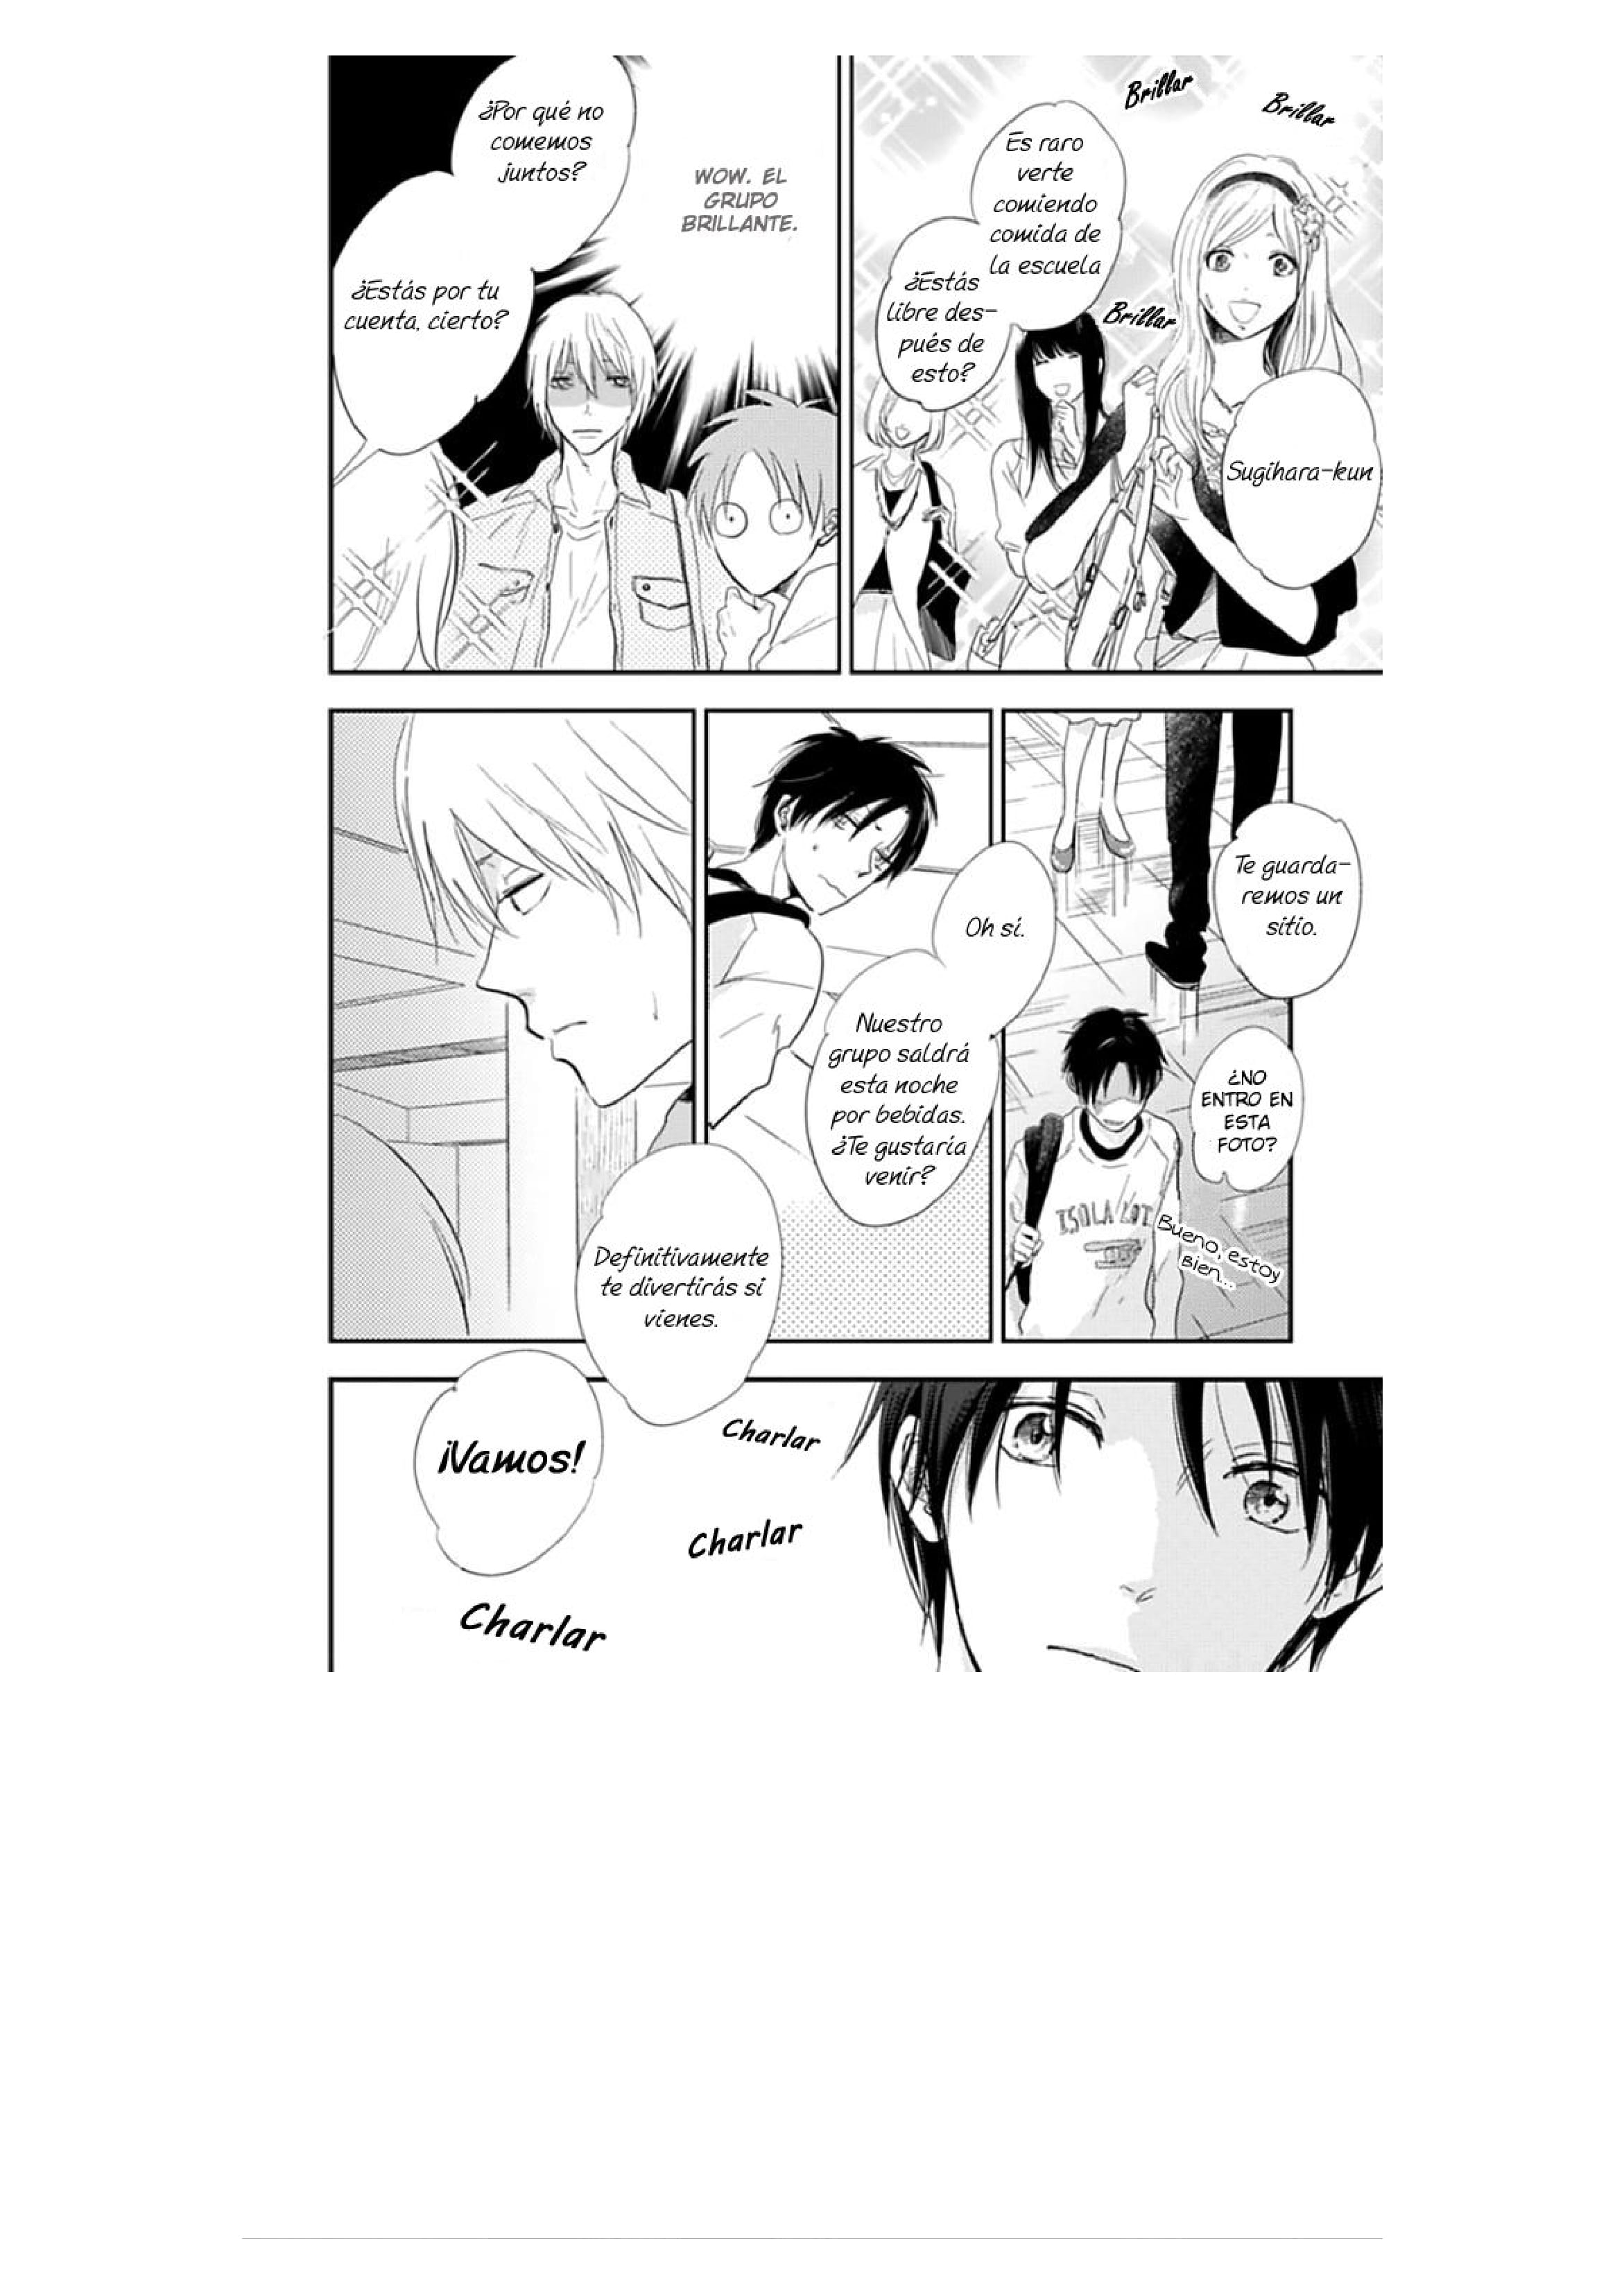 Brillar
Brillar
Es raro
verte
comiendo
comida de
la escuela
¿Estás
libre des-
pués de
esto?
Brillar
Sugihara-kun
¿Por qué no
comemos
juntos?
WOW. EL
GRUPO
BRILLANTE.
¿Estás por tu
cuenta, cierto?
Te guarda-
remos un
sitio.
¿NO
ENTRO EN
ESTA
FOTO?
ISOLA LOT
Bueno, estoy
bien...
Oh sí.
Nuestro
grupo saldrá
esta noche
por bebidas.
¿Te gustaría
venir?
Definitivamente
te divertirás si
vienes.
¡Vamos!
Charlar
Charlar
Charlar